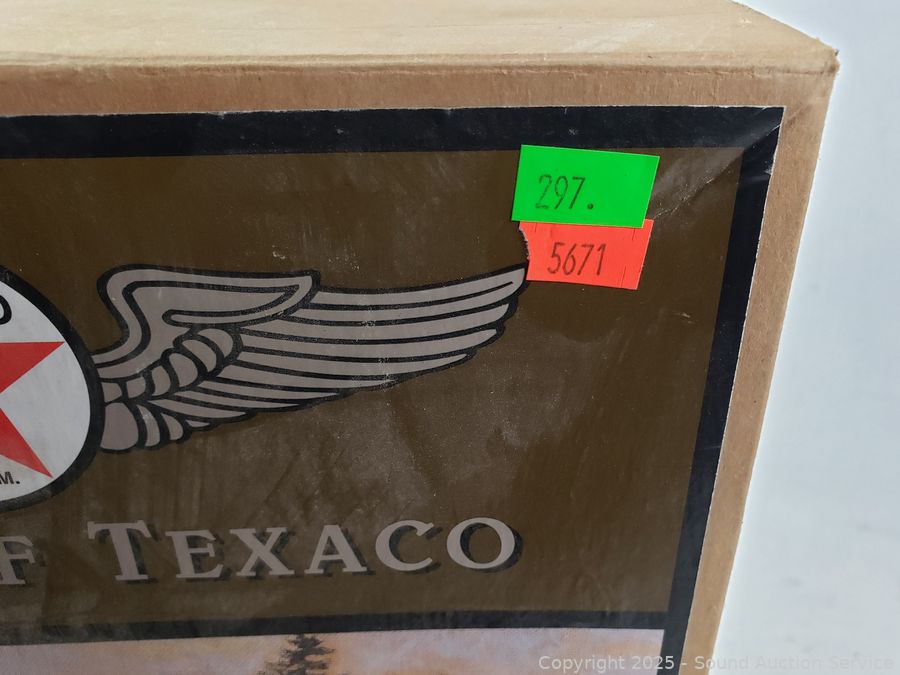 297.
5671
O
M.
F TEXACO
Copyright 2025 - Sound Auction Service